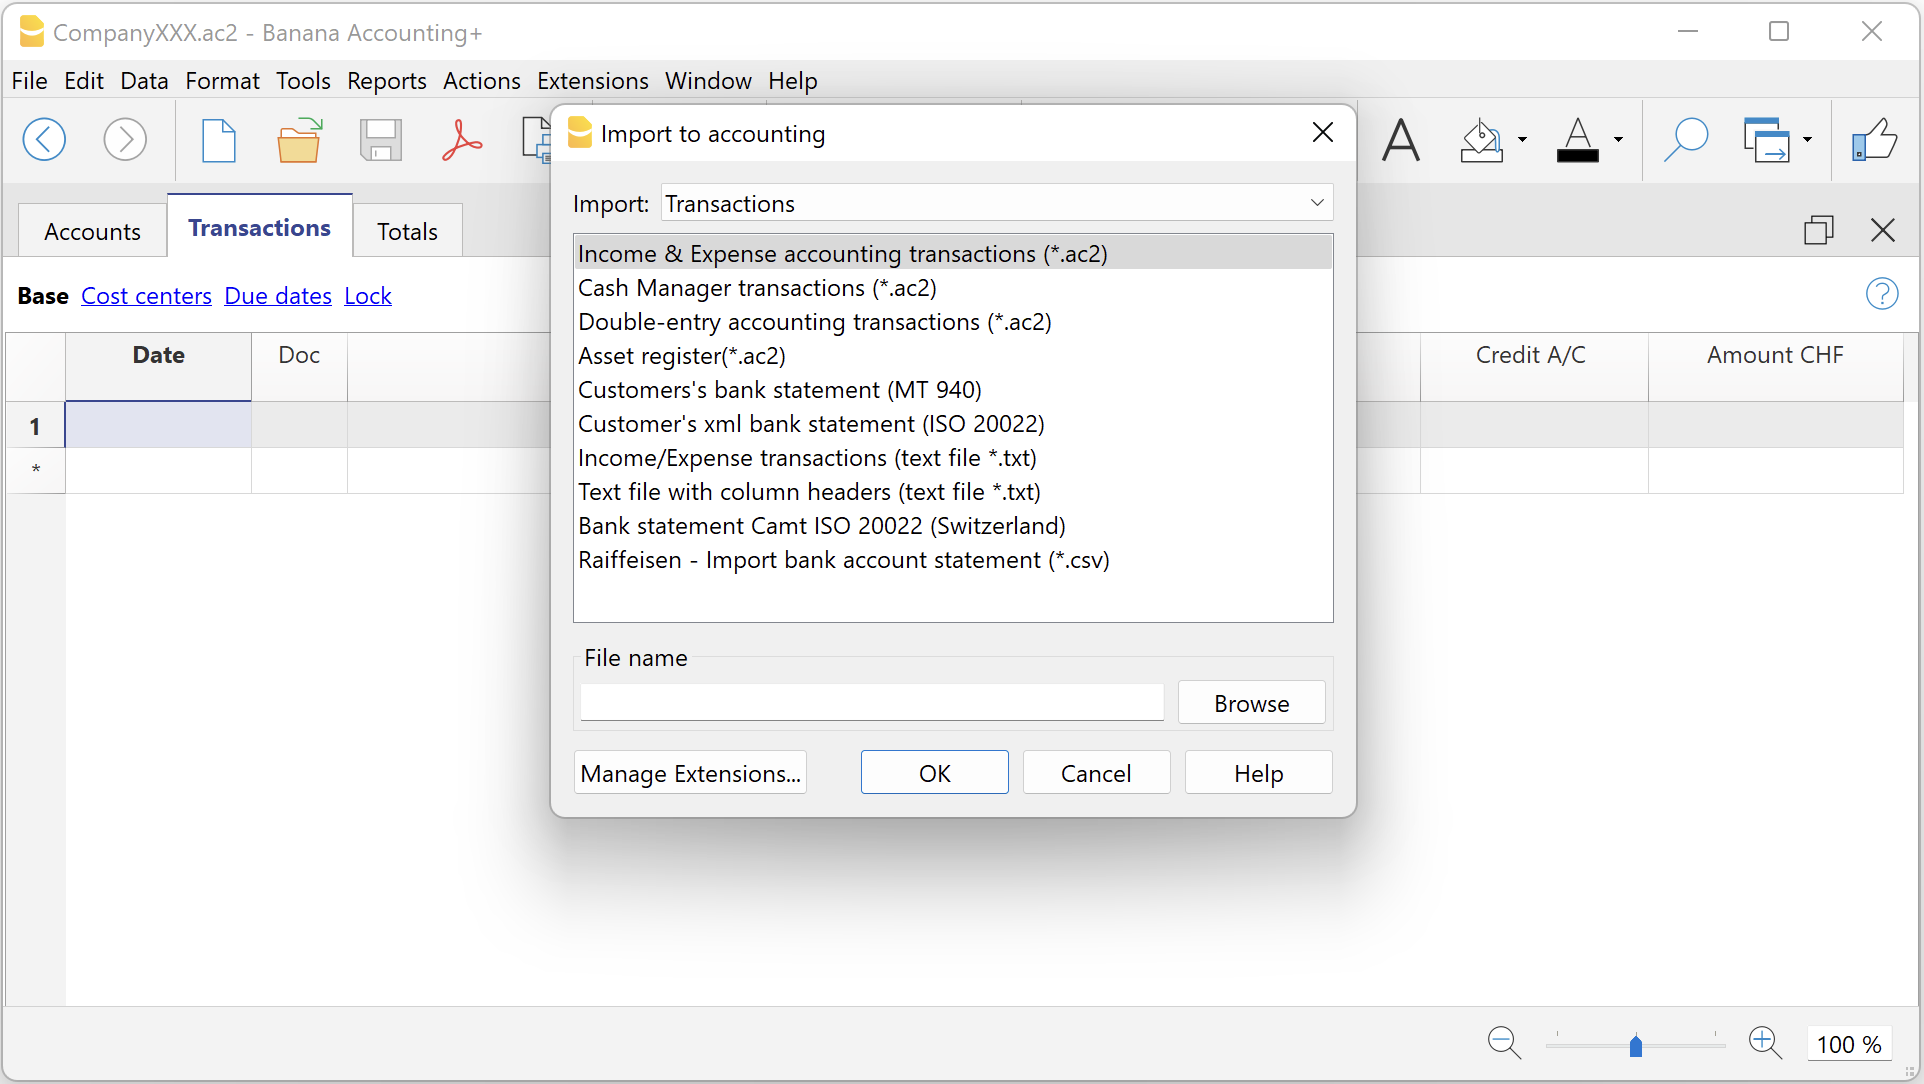 CompanyXXX.ac2 - Banana Accounting+
File Edit Data Format Tools Reports Actions Extensions Window Help
Import to accounting
Import: Transactions
Accounts Transactions Totals
Income & Expense accounting transactions (*.ac2)
Cash Manager transactions (*.ac2)
Double-entry accounting transactions (*.ac2)
Asset register(*.ac2)
Customers's bank statement (MT 940)
Customer's xml bank statement (ISO 20022)
Income/Expense transactions (text file *.txt)
Text file with column headers (text file *.txt)
Bank statement Camt ISO 20022 (Switzerland)
Raiffeisen - Import bank account statement (*.csv)
File name
Browse
Manage Extensions... OK Cancel Help
Base Cost centers Due dates Lock
Date Doc Credit A/C Amount CHF
1
*
100 %